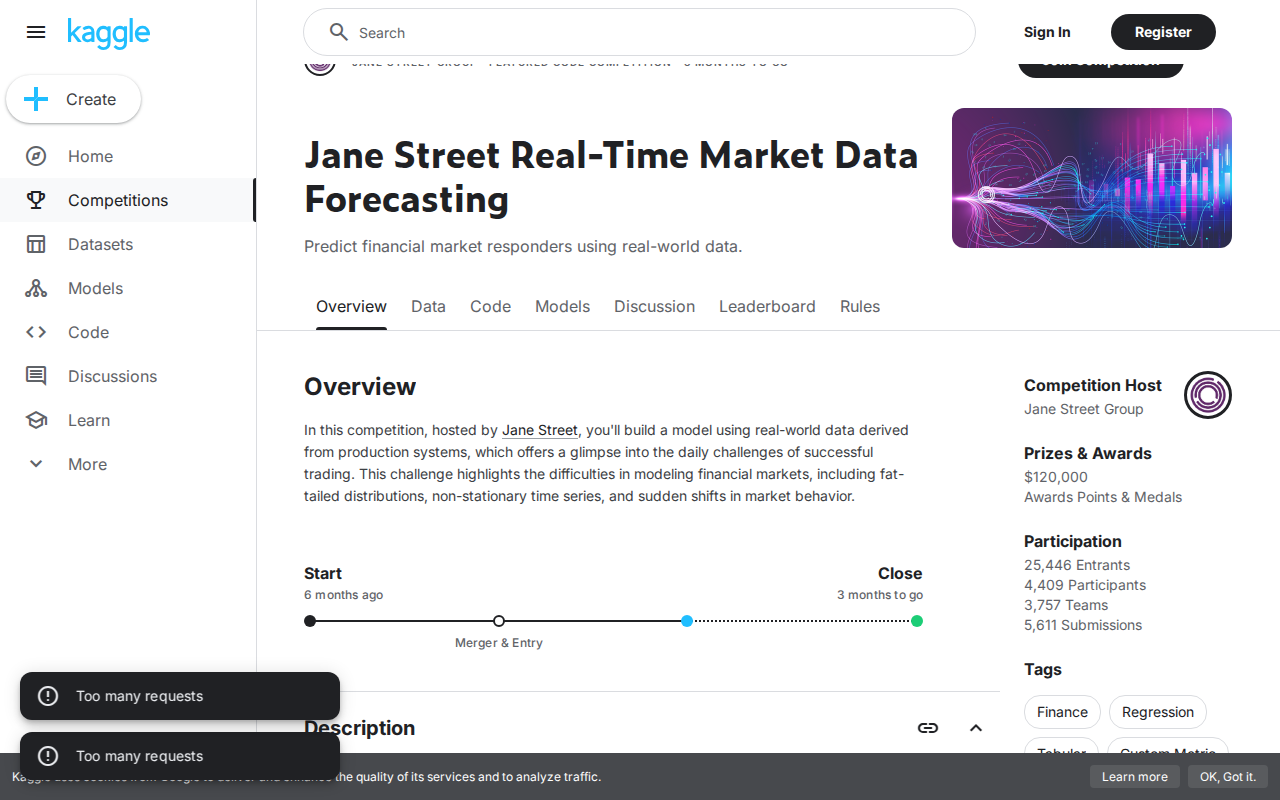 kaggle
Search
Sign In
Register
Create
Home
Competitions
Datasets
Models
Code
Discussions
Learn
More
Jane Street Real-Time Market Data
Forecasting
Predict financial market responders using real-world data.
Overview
Data
Code
Models
Discussion
Leaderboard
Rules
Overview
In this competition, hosted by Jane Street, you'll build a model using real-world data derived
from production systems, which offers a glimpse into the daily challenges of successful
trading. This challenge highlights the difficulties in modeling financial markets, including fat-
tailed distributions, non-stationary time series, and sudden shifts in market behavior.
Start
6 months ago
Close
3 months to go
Merger & Entry
Description
Competition Host
Jane Street Group
Prizes & Awards
$120,000
Awards Points & Medals
Participation
25,446 Entrants
4,409 Participants
3,757 Teams
5,611 Submissions
Tags
Finance
Regression
Tabular
Custom Metric
Too many requests
Too many requests
the quality of its services and to analyze traffic.
Learn more
OK, Got it.